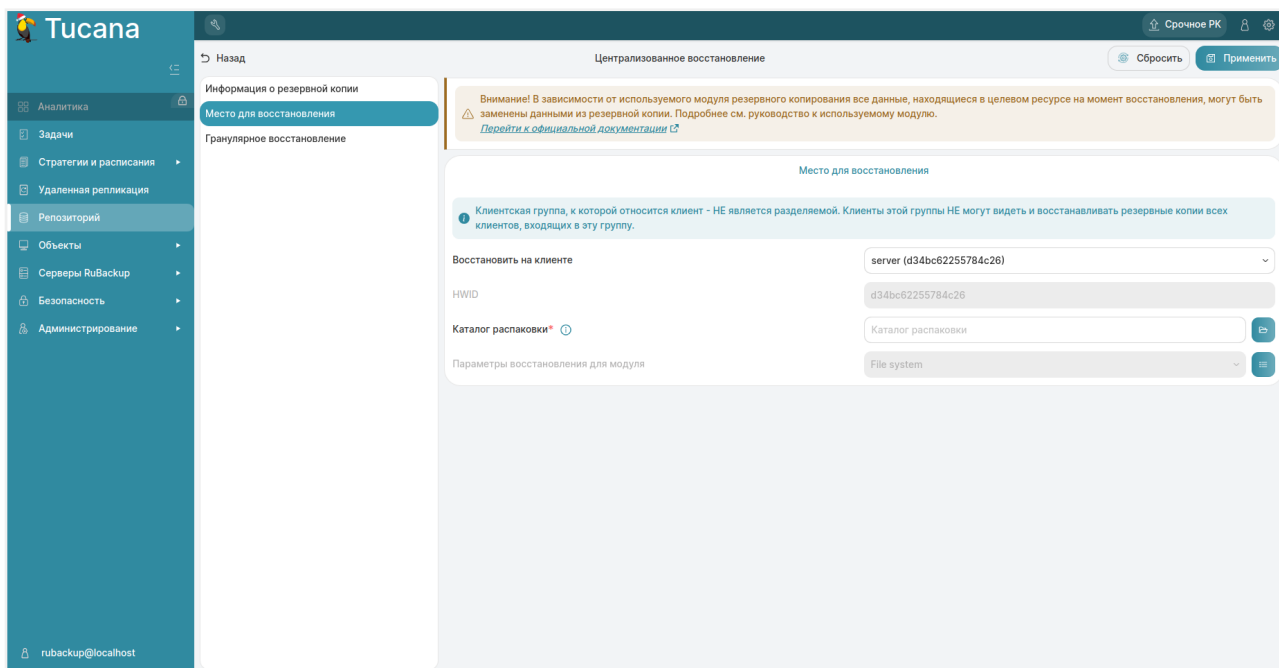 Tucana
Срочное РК
Назад
Централизованное восстановление
Сбросить
Применить
Аналитика
Задачи
Стратегии и расписания
Удаленная репликация
Репозиторий
Объекты
Серверы RuBackup
Безопасность
Администрирование
rubackup@localhost
Информация о резервной копии
Место для восстановления
Гранулярное восстановление
Внимание! В зависимости от используемого модуля резервного копирования все данные, находящиеся в целевом ресурсе на момент восстановления, могут быть
заменены данными из резервной копии. Подробнее см. руководство к используемому модулю.
Перейти к официальной документации
Место для восстановления
Клиентская группа, к которой относится клиент - НЕ является разделяемой. Клиенты этой группы НЕ могут видеть и восстанавливать резервные копии всех
клиентов, входящих в эту группу.
Восстановить на клиенте
server (d34bc62255784c26)
HWID
d34bc62255784c26
Каталог распаковки*
Каталог распаковки
Параметры восстановления для модуля
File system